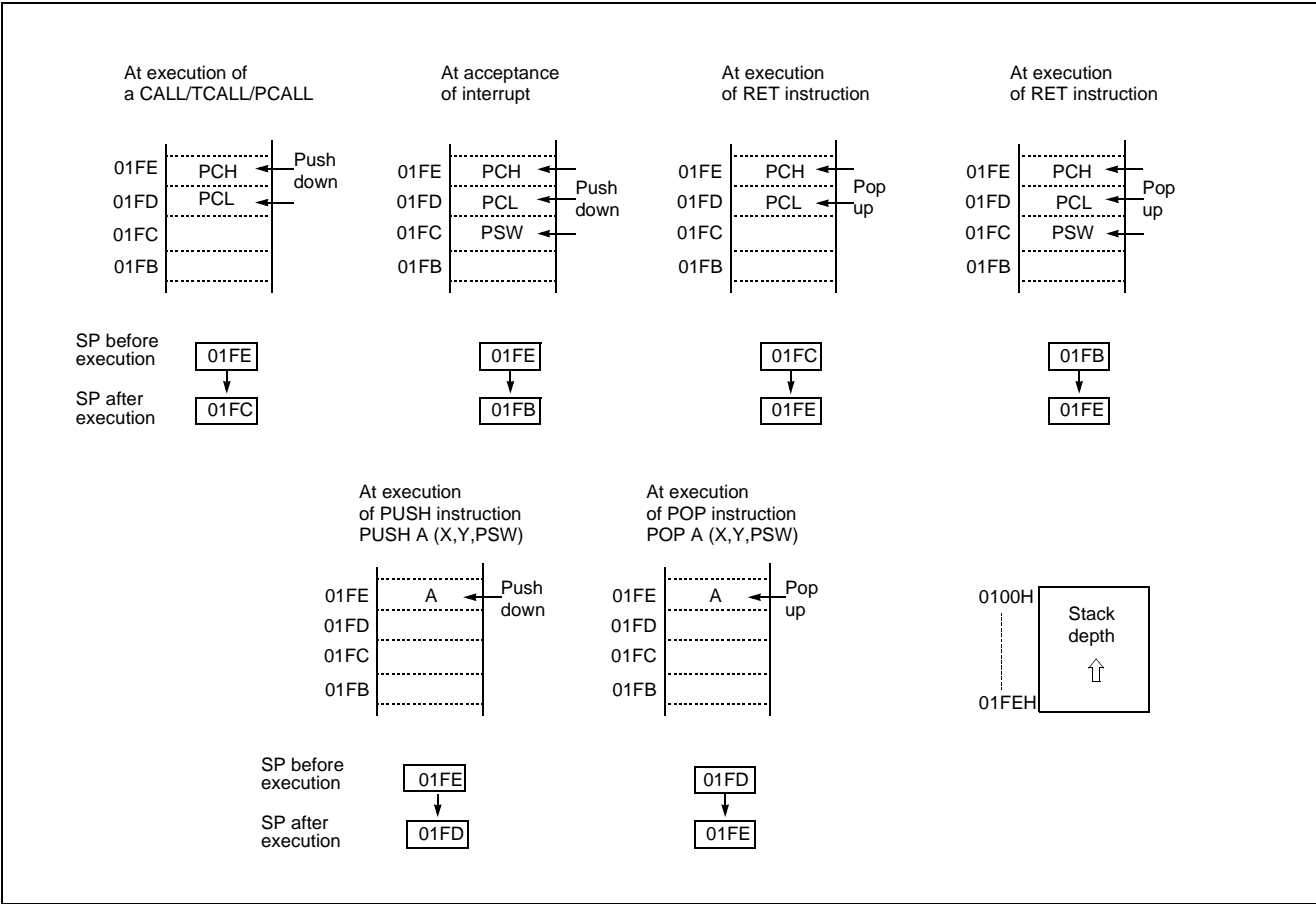 At execution of
a CALL/TCALL/PCALL
01FE PCH Push
down
01FD PCL
01FC
01FB
SP before
execution
01FE
SP after
execution
01FC
At acceptance
of interrupt
01FE PCH
Push
01FD PCL down
01FC PSW
01FB
01FE
01FB
At execution
of RET instruction
01FE PCH
Pop
01FD PCL up
01FC
01FB
01FC
01FE
At execution
of RET instruction
01FE PCH
Pop
01FD PCL up
01FC PSW
01FB
01FB
01FE
At execution
of PUSH instruction
PUSH A (X,Y,PSW)
01FE A Push
down
01FD
01FC
01FB
SP before
execution
01FE
SP after
execution
01FD
At execution
of POP instruction
POP A (X,Y,PSW)
01FE A Pop
up
01FD
01FC
01FB
01FD
01FE
0100H
Stack
depth
01FEH